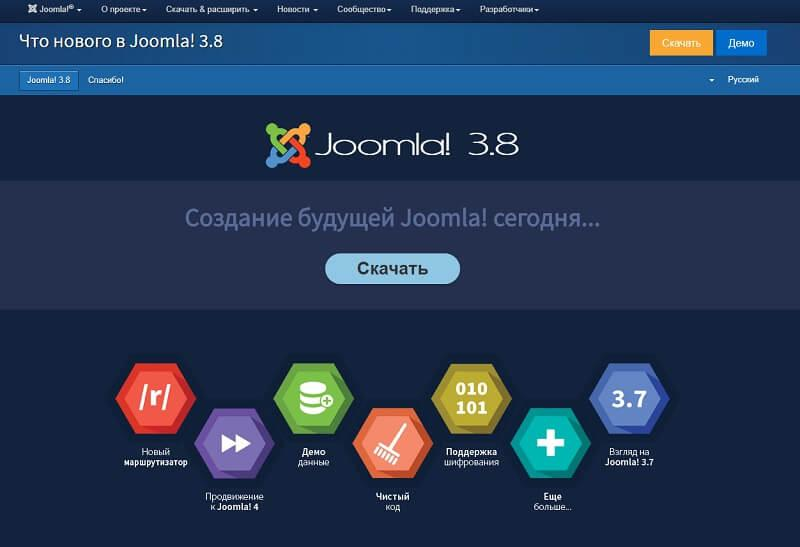 Joomla!® О проекте Скачать & расширить Новости Сообщество Поддержка Разработчики
Что нового в Joomla! 3.8
Скачать Демо
Joomla! 3.8 Спасибо! Русский
Joomla! 3.8
Создание будущей Joomla! сегодня...
Скачать
/r/
Новый
маршрутизатор
Продвижение
к Joomla! 4
Демо
данные
Чистый
код
010
101
Поддержка
шифрования
Еще
больше...
3.7
Взгляд на
Joomla! 3.7